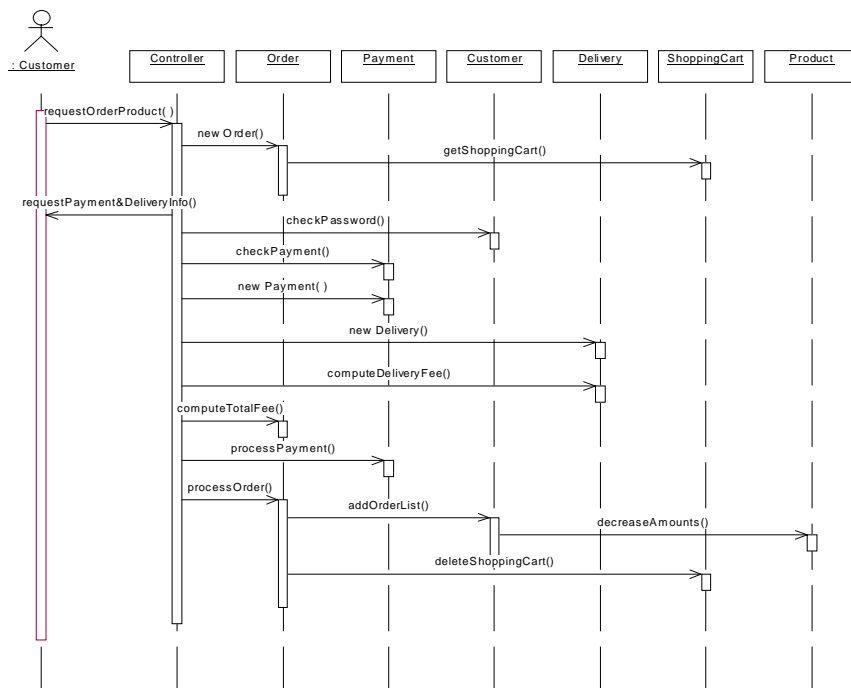 : Customer
Controller
Order
Payment
Customer
Delivery
ShoppingCart
Product
requestOrderProduct( )
new Order()
getShoppingCart()
requestPayment&DeliveryInfo()
checkPassword()
checkPayment()
new Payment( )
new Delivery()
computeDeliveryFee()
computeTotalFee()
processPayment()
processOrder()
addOrderList()
decreaseAmounts()
deleteShoppingCart()